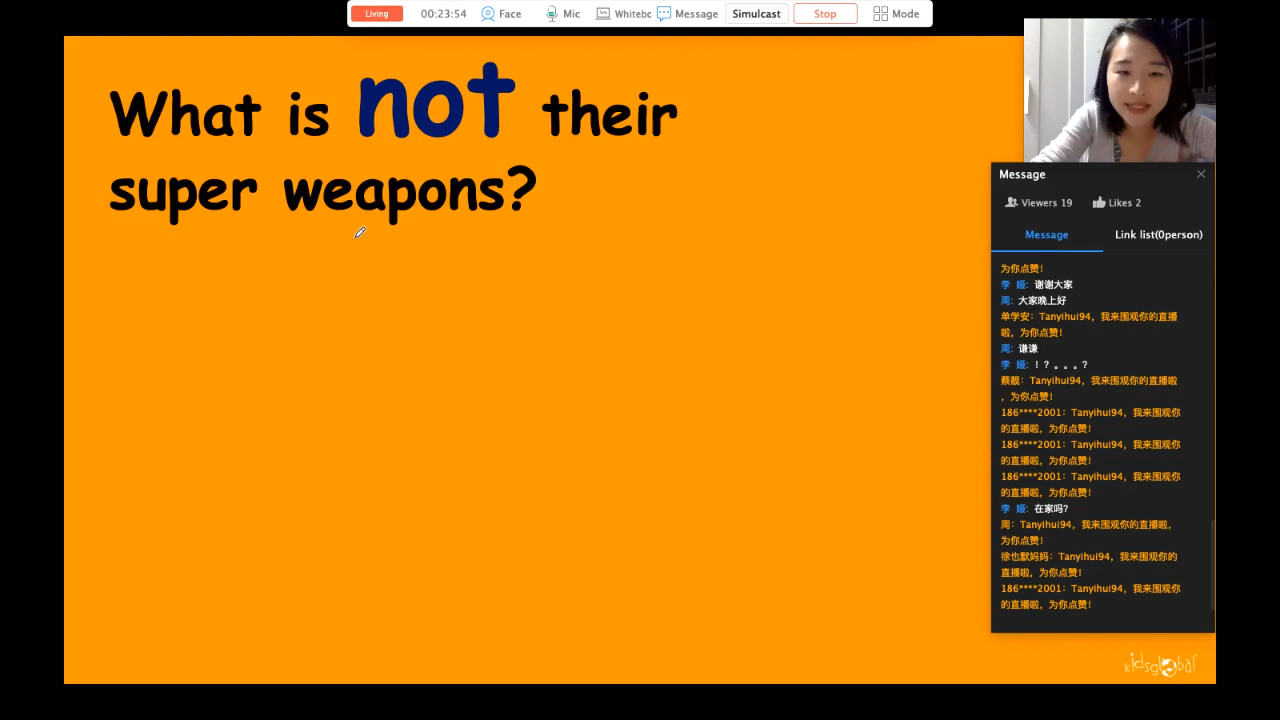 Living 00:23:54 Face Mic Whitebc Message Simulcast Stop Mode
What is not their
super weapons?
Message
Viewers 19 Likes 2
Message Link list(0person)
为你点赞!
李 娅: 谢谢大家
周: 大家晚上好
单学安: Tanyihui94, 我来围观你的直播
啦, 为你点赞!
周: 谦谦
李 娅: ！？。。。？
蔡靓: Tanyihui94, 我来围观你的直播啦
, 为你点赞!
186****2001: Tanyihui94, 我来围观你
的直播啦, 为你点赞!
186****2001: Tanyihui94, 我来围观你
的直播啦, 为你点赞!
186****2001: Tanyihui94, 我来围观你
的直播啦, 为你点赞!
李 娅: 在家吗?
周: Tanyihui94, 我来围观你的直播啦,
为你点赞!
徐也默妈妈: Tanyihui94, 我来围观你的
直播啦, 为你点赞!
186****2001: Tanyihui94, 我来围观你
的直播啦, 为你点赞!
kidsglobal